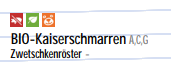 BIO-Kaiserschmarren A,C,G
Zwetschkenröster -